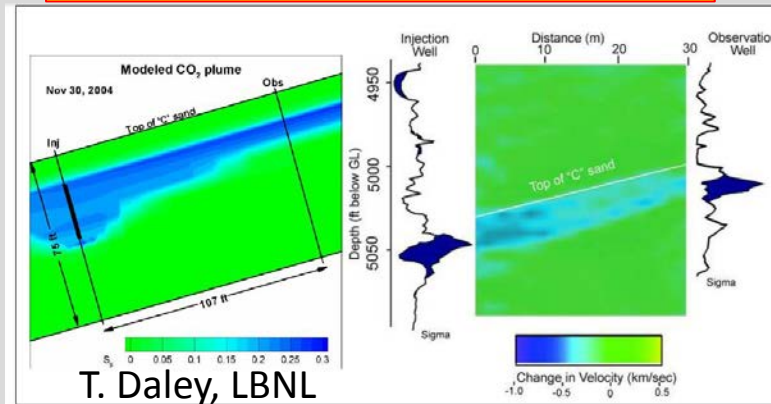 Modeled CO₂ plume
Nov 30, 2004
Obs
Top of "C" sand
Inj
75 ft
107 ft
Sg 0 0.05 0.1 0.15 0.2 0.25 0.3
T. Daley, LBNL
Injection
Well
Distance (m)
0 10 20 30
Observation
Well
Depth (ft below GL)
4950
5000
5050
Top of "C" sand
Sigma
Sigma
Change in Velocity (km/sec)
-1.0 -0.5 0 0.5